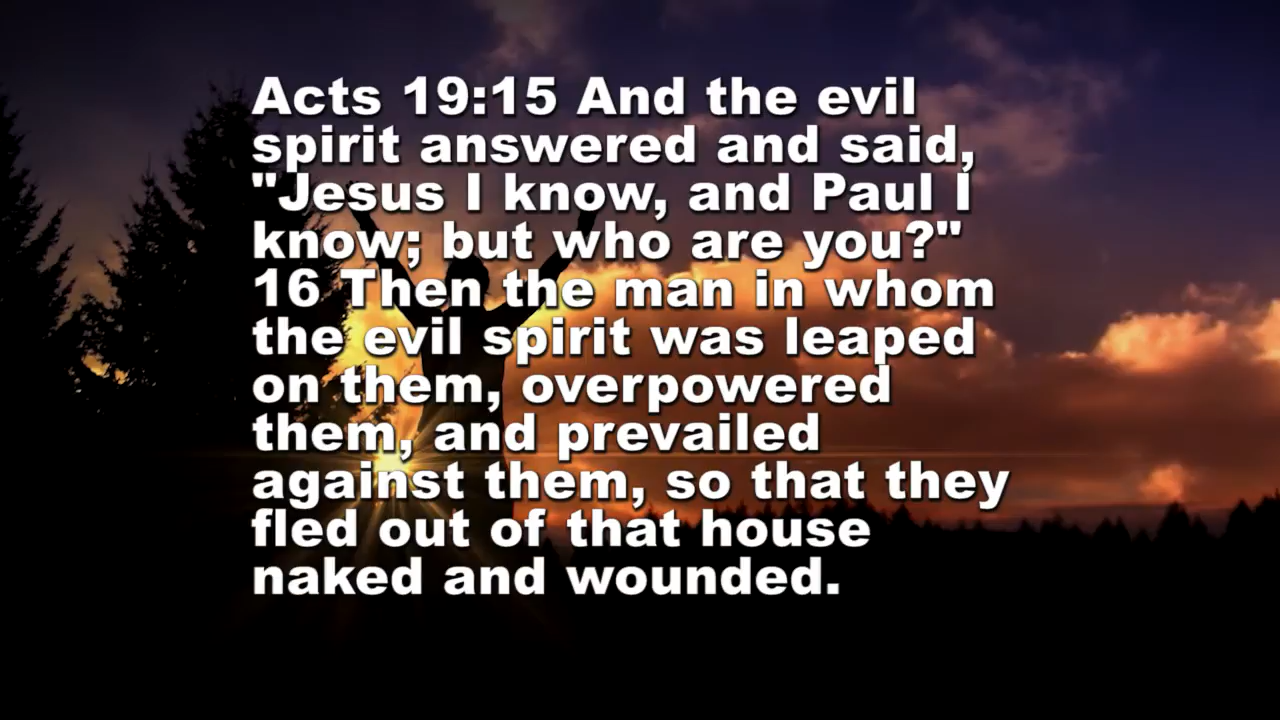 Acts 19:15 And the evil
spirit answered and said,
"Jesus I know, and Paul I
know; but who are you?"
16 Then the man in whom
the evil spirit was leaped
on them, overpowered
them, and prevailed
against them, so that they
fled out of that house
naked and wounded.